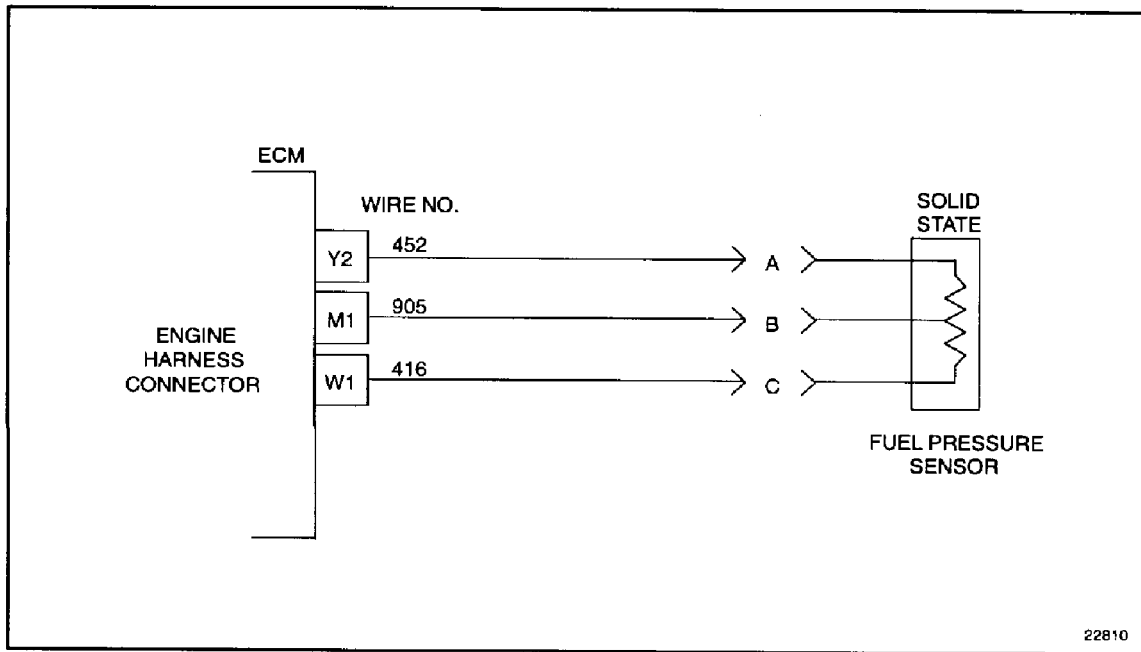 ECM
WIRE NO.
Y2 452
M1 905
W1 416
ENGINE
HARNESS
CONNECTOR
A
B
C
SOLID
STATE
FUEL PRESSURE
SENSOR
22810